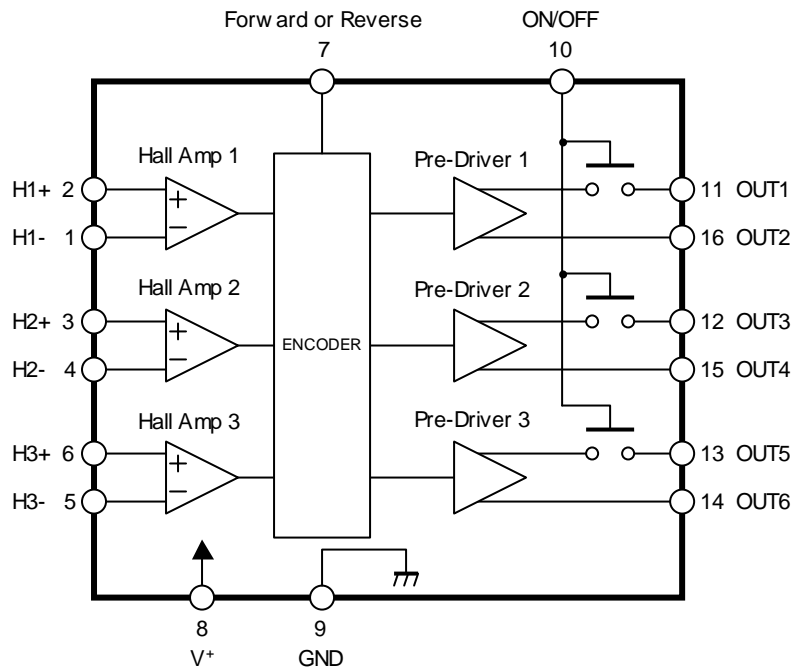 Forward or Reverse
ON/OFF
7
10
Hall Amp 1
Pre-Driver 1
H1+ 2
+
11 OUT1
H1- 1
−
16 OUT2
Hall Amp 2
Pre-Driver 2
H2+ 3
+
12 OUT3
ENCODER
H2- 4
−
15 OUT4
Hall Amp 3
Pre-Driver 3
H3+ 6
+
13 OUT5
H3- 5
−
14 OUT6
8
9
V+
GND